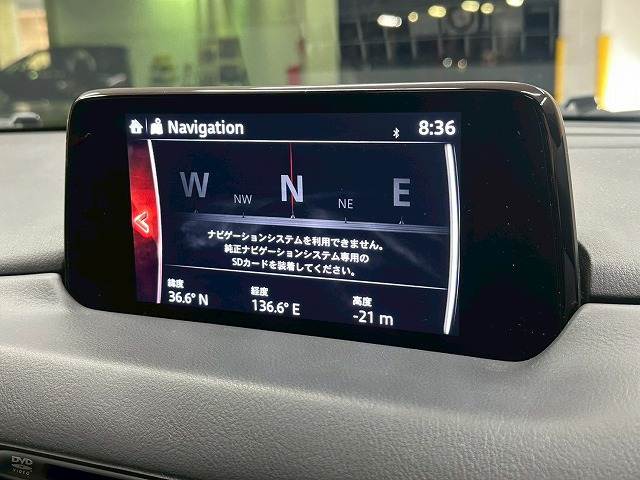 Navigation
8:36
W NW N NE E
ナビゲーションシステムを利用できません。
純正ナビゲーションシステム専用の
SDカードを装着してください。
緯度 経度 高度
36.6° N 136.6° E -21 m
DVD
VIDEO